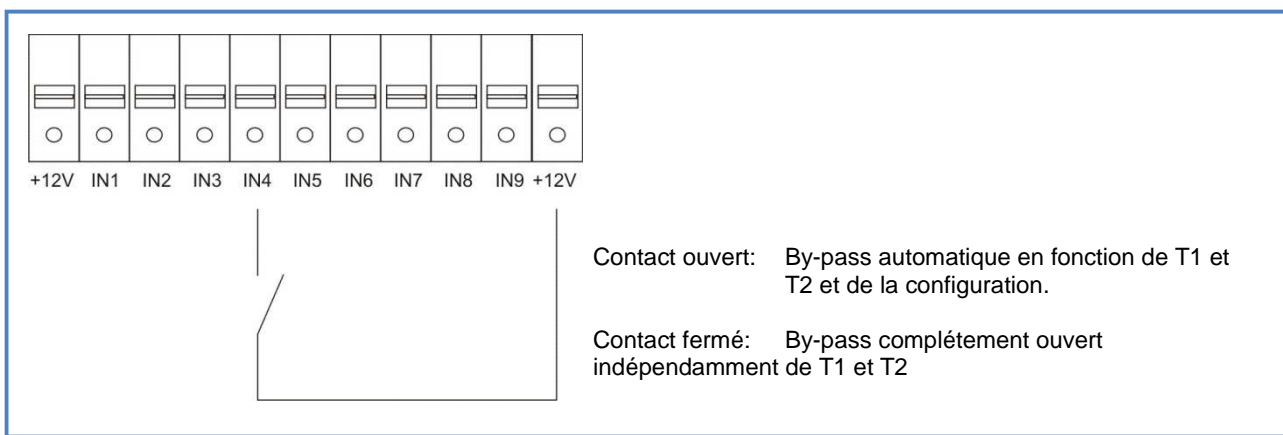 +12V IN1 IN2 IN3 IN4 IN5 IN6 IN7 IN8 IN9 +12V
Contact ouvert: By-pass automatique en fonction de T1 et
T2 et de la configuration.
Contact fermé: By-pass complétement ouvert
indépendamment de T1 et T2